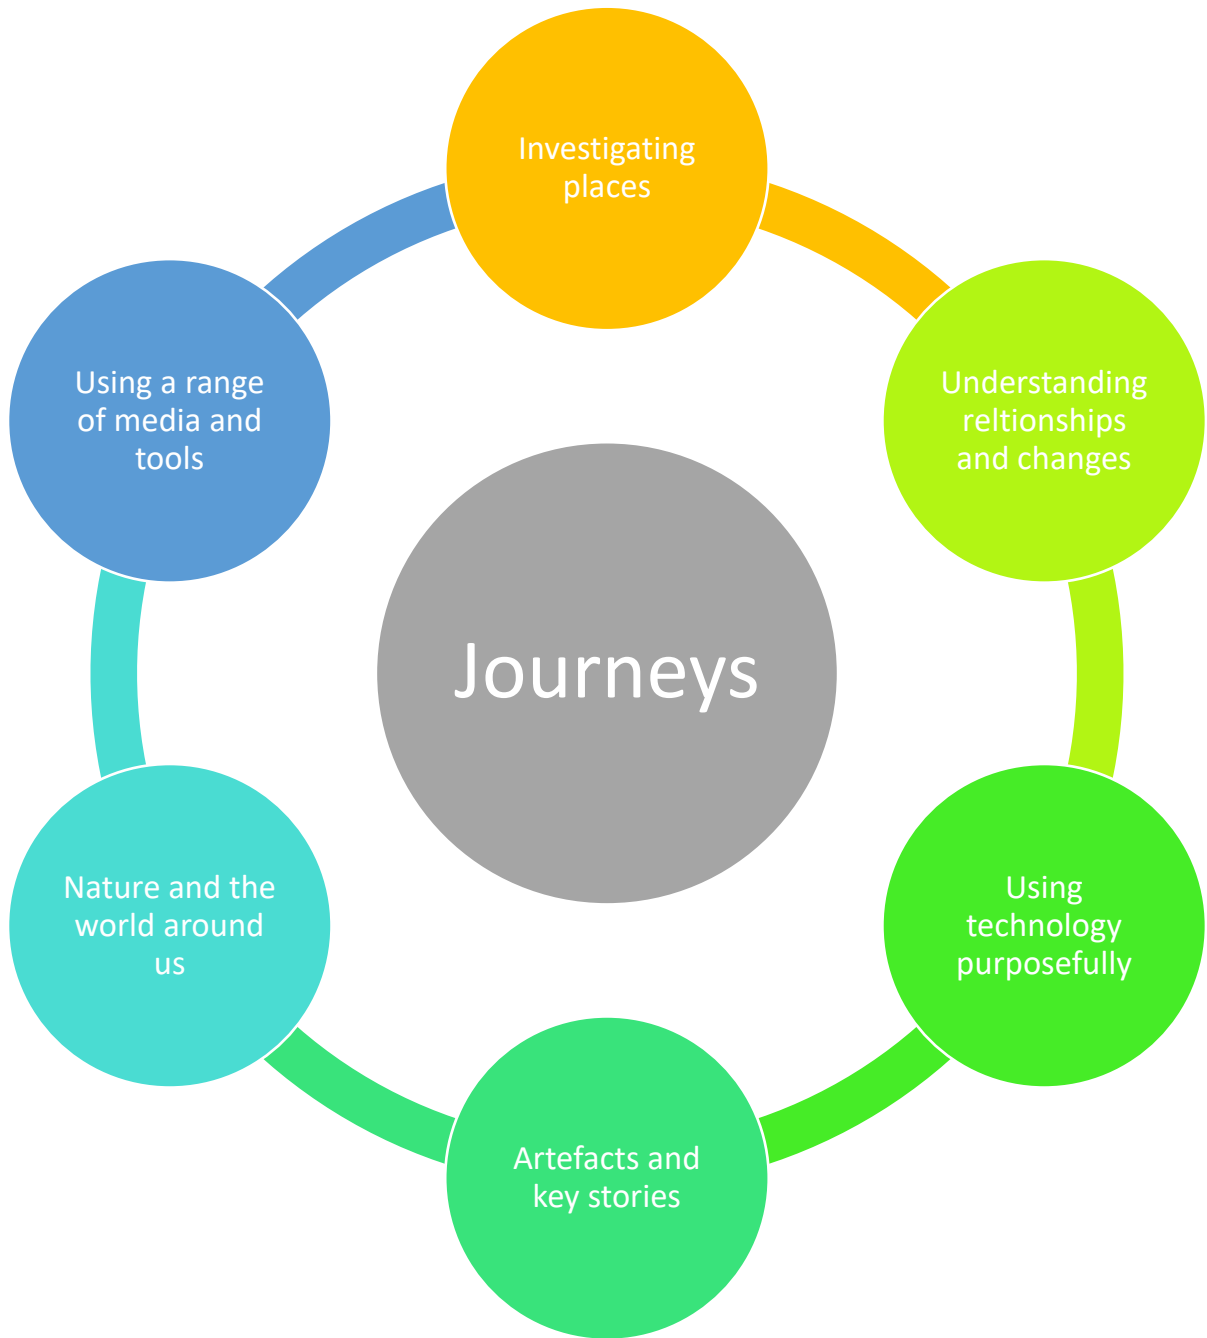 Investigating
places
Understanding
reltionships
and changes
Using
technology
purposefully
Artefacts and
key stories
Nature and the
world around
us
Using a range
of media and
tools
Journeys